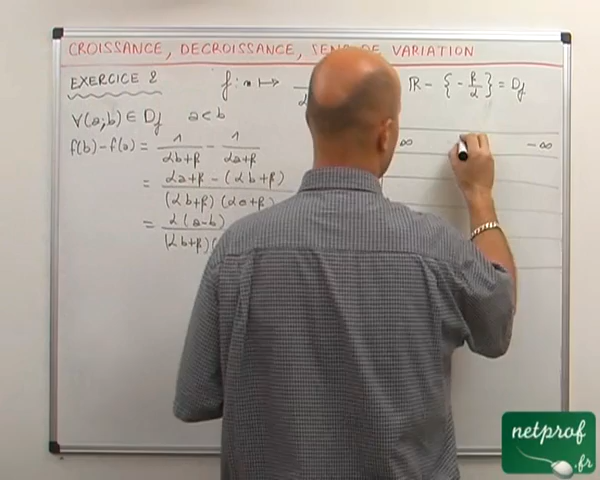 CROISSANCE, DECROISSANCE, SENS DE VARIATION
EXERCICE 2 f: x ⟼ ℝ - { - β/α } = Df
∀(a;b) ∈ Df a < b
f(b) - f(a) = 1/(αb+β) - 1/(αa+β)
∞ - ∞
= (αa+β - (αb+β))/((αb+β)(αa+β))
= α(a-b)/((αb+β)(
netprof
.fr